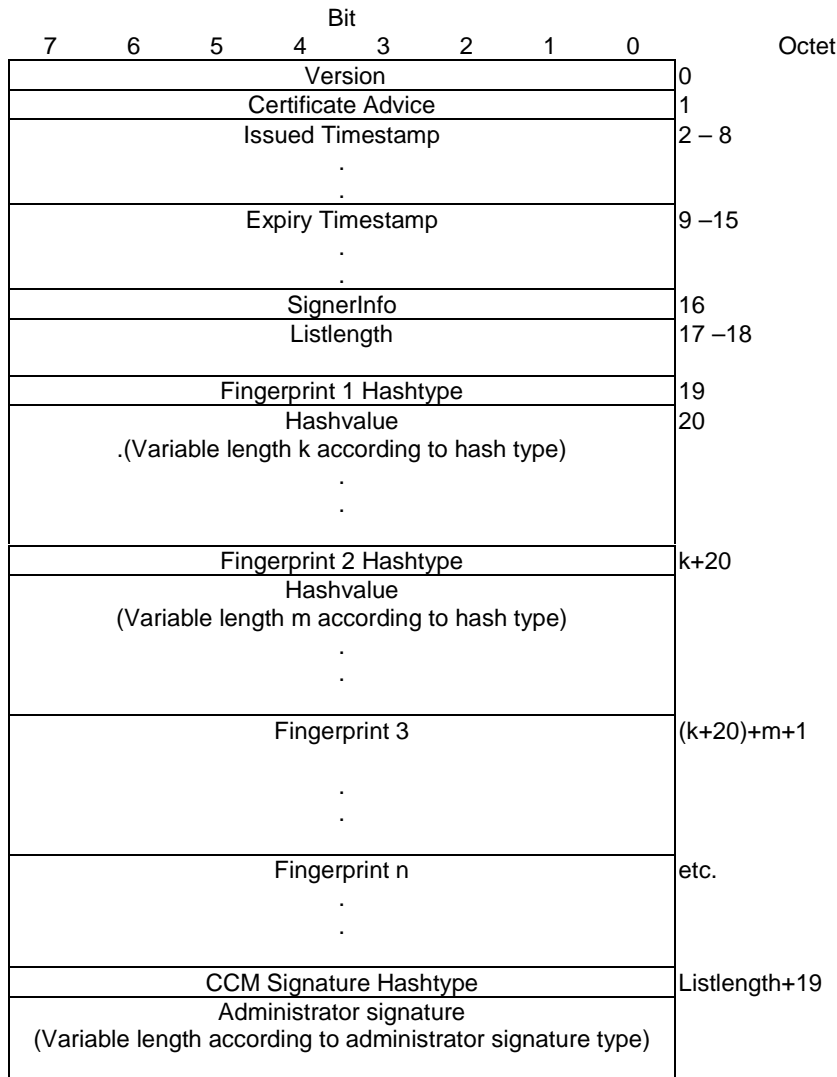 Bit
7 6 5 4 3 2 1 0 Octet
Version 0
Certificate Advice 1
Issued Timestamp 2 – 8
.
.
Expiry Timestamp 9 –15
.
.
SignerInfo 16
Listlength 17 –18
Fingerprint 1 Hashtype 19
Hashvalue 20
.(Variable length k according to hash type)
.
.
Fingerprint 2 Hashtype k+20
Hashvalue
(Variable length m according to hash type)
.
.
Fingerprint 3 (k+20)+m+1
.
.
Fingerprint n etc.
.
.
CCM Signature Hashtype Listlength+19
Administrator signature
(Variable length according to administrator signature type)